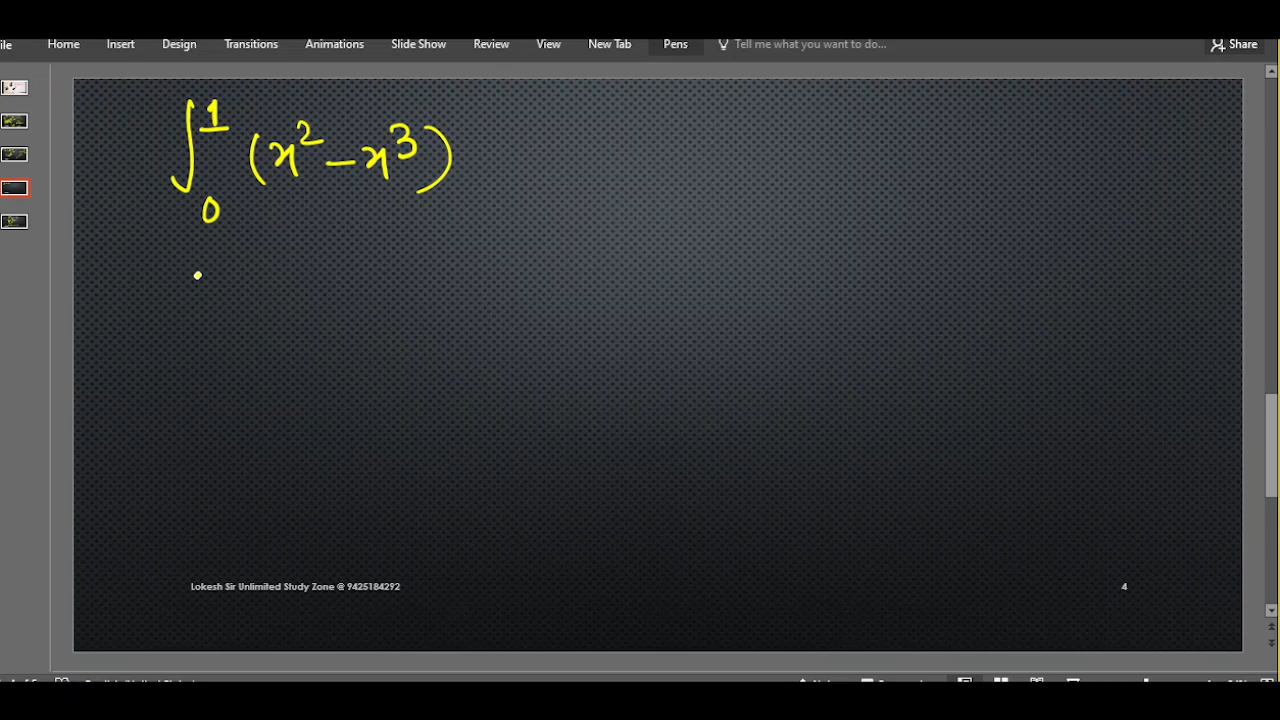 ile Home Insert Design Transitions Animations Slide Show Review View New Tab Pens Tell me what you want to do... Share
∫₀¹ (x² − x³)
Lokesh Sir Unlimited Study Zone @ 9425184292 4